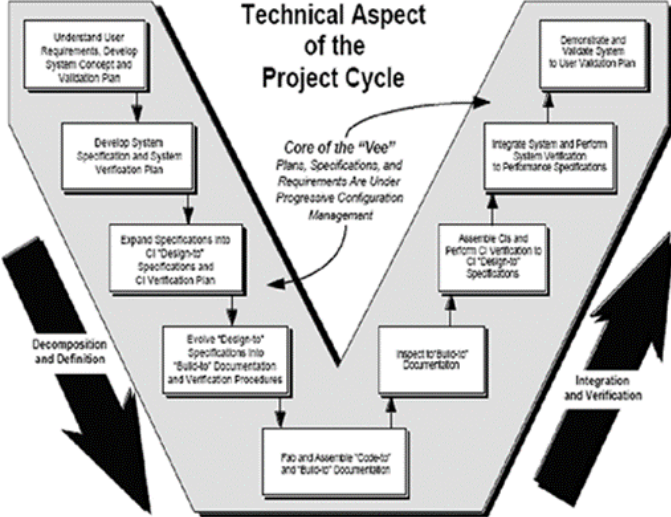 Technical Aspect
of the
Project Cycle
Understand User
Requirements, Develop
System Concept and
Validation Plan
Develop System
Specification and System
Verification Plan
Expand Specifications into
CI "Design-to"
Specifications and
CI Verification Plan
Evolve "Design-to"
Specifications Into
"Build-to" Documentation
and Verification Procedures
Fab and Assemble "Code-to"
and "Build-to" Documentation
Inspect to "Build-to"
Documentation
Assemble CIs and
Perform CI Verification to
CI "Design-to"
Specifications
Integrate System and Perform
System Verification
to Performance Specifications
Demonstrate and
Validate System
to User Validation Plan
Core of the "Vee"
Plans, Specifications, and
Requirements Are Under
Progressive Configuration
Management
Decomposition
and Definition
Integration
and Verification